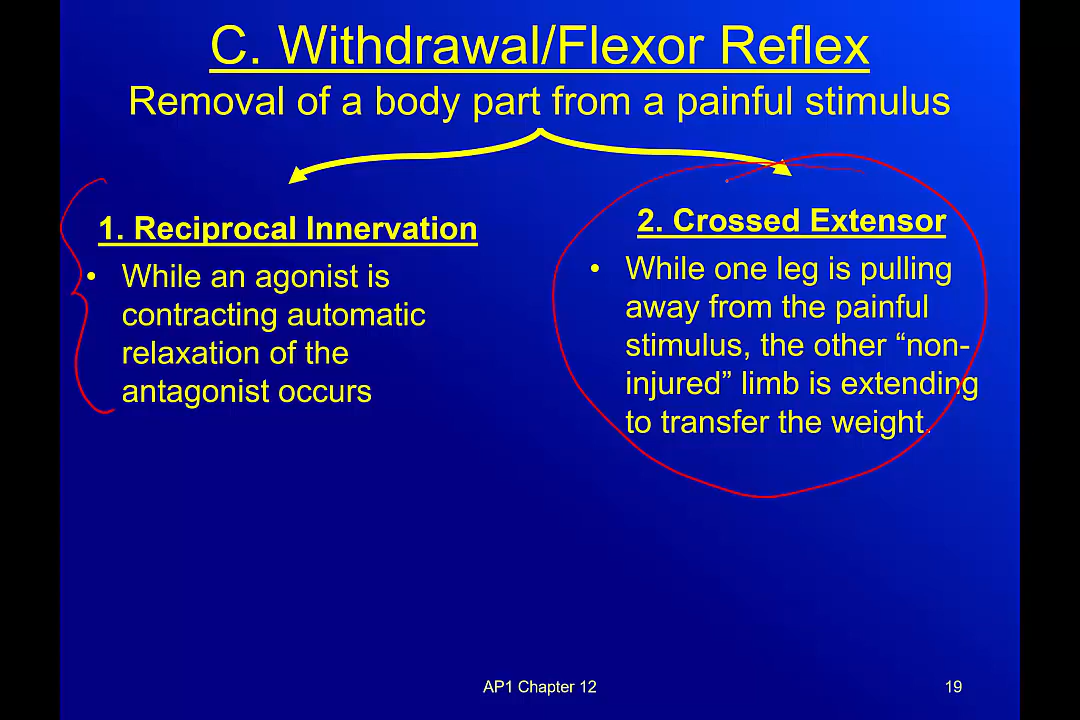 C. Withdrawal/Flexor Reflex
Removal of a body part from a painful stimulus
1. Reciprocal Innervation
• While an agonist is
contracting automatic
relaxation of the
antagonist occurs
2. Crossed Extensor
• While one leg is pulling
away from the painful
stimulus, the other “non-
injured” limb is extending
to transfer the weight.
AP1 Chapter 12
19